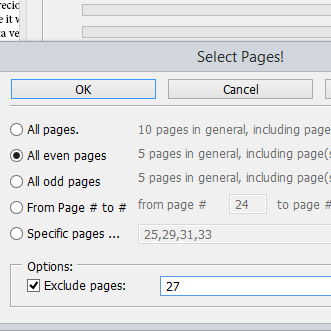 recio
e it w
ta ve
Select Pages!
OK Cancel
All pages. 10 pages in general, including page
All even pages 5 pages in general, including page(s
All odd pages 5 pages in general, including page(s
From Page # to # from page # 24 to page #
Specific pages ... 25,29,31,33
Options:
Exclude pages: 27